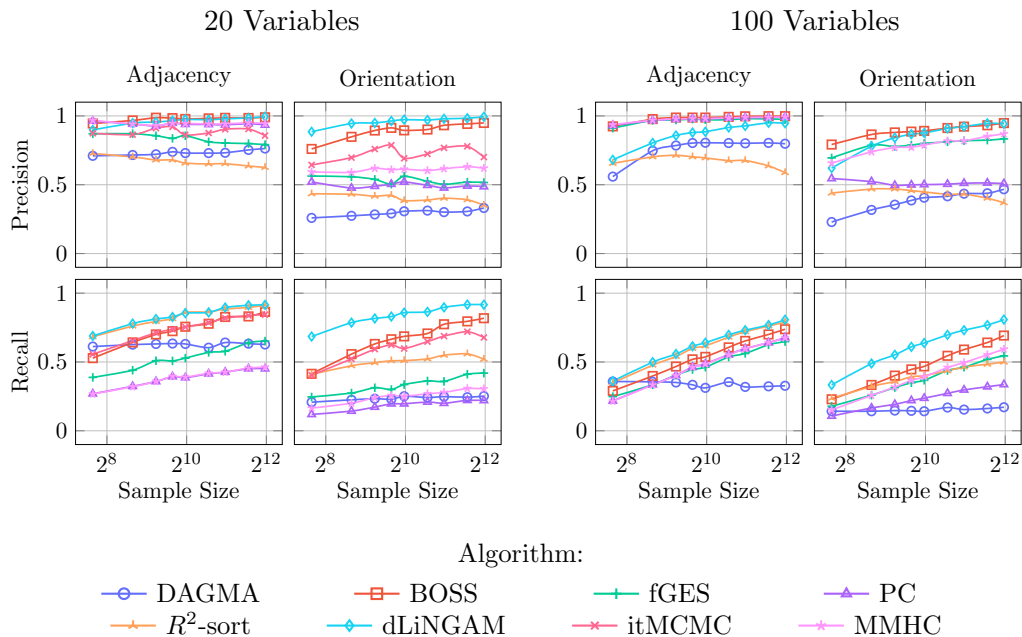 20 Variables 100 Variables
Adjacency Orientation Adjacency Orientation
1
0.5
0
Precision
1
0.5
0
1
0.5
0
Recall
1
0.5
0
2^8 2^10 2^12 2^8 2^10 2^12 2^8 2^10 2^12 2^8 2^10 2^12
Sample Size Sample Size Sample Size Sample Size
Algorithm:
DAGMA BOSS fGES PC
R²-sort dLiNGAM itMCMC MMHC